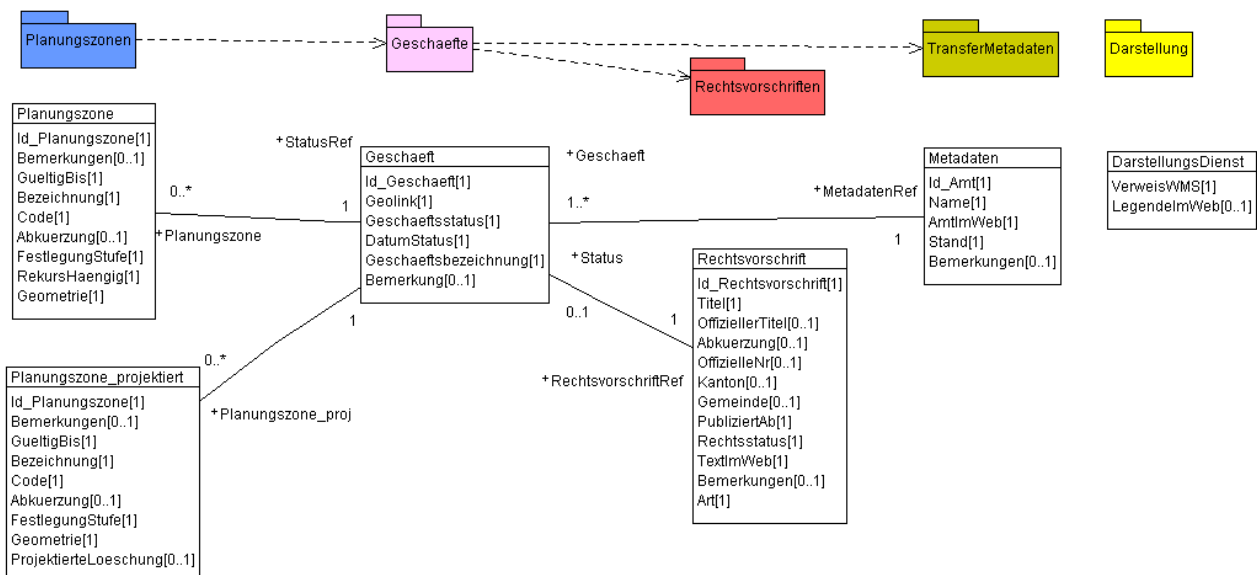 Planungszonen
Geschaefte
TransferMetadaten
Darstellung
Rechtsvorschriften
Planungszone
Id_Planungszone[1]
Bemerkungen[0..1]
GueltigBis[1]
Bezeichnung[1]
Code[1]
Abkuerzung[0..1]
FestlegungStufe[1]
RekursHaengig[1]
Geometrie[1]
+StatusRef
0..*
1
+Planungszone
Geschaeft
Id_Geschaeft[1]
Geolink[1]
Geschaeftsstatus[1]
DatumStatus[1]
Geschaeftsbezeichnung[1]
Bemerkung[0..1]
+Geschaeft
1..*
+MetadatenRef
1
Metadaten
Id_Amt[1]
Name[1]
AmtImWeb[1]
Stand[1]
Bemerkungen[0..1]
DarstellungsDienst
VerweisWMS[1]
LegendeImWeb[0..1]
+Status
0..1
1
+RechtsvorschriftRef
Rechtsvorschrift
Id_Rechtsvorschrift[1]
Titel[1]
OffiziellerTitel[0..1]
Abkuerzung[0..1]
OffizielleNr[0..1]
Kanton[0..1]
Gemeinde[0..1]
PubliziertAb[1]
Rechtsstatus[1]
TextImWeb[1]
Bemerkungen[0..1]
Art[1]
1
0..*
+Planungszone_proj
Planungszone_projektiert
Id_Planungszone[1]
Bemerkungen[0..1]
GueltigBis[1]
Bezeichnung[1]
Code[1]
Abkuerzung[0..1]
FestlegungStufe[1]
Geometrie[1]
ProjektierteLoeschung[0..1]